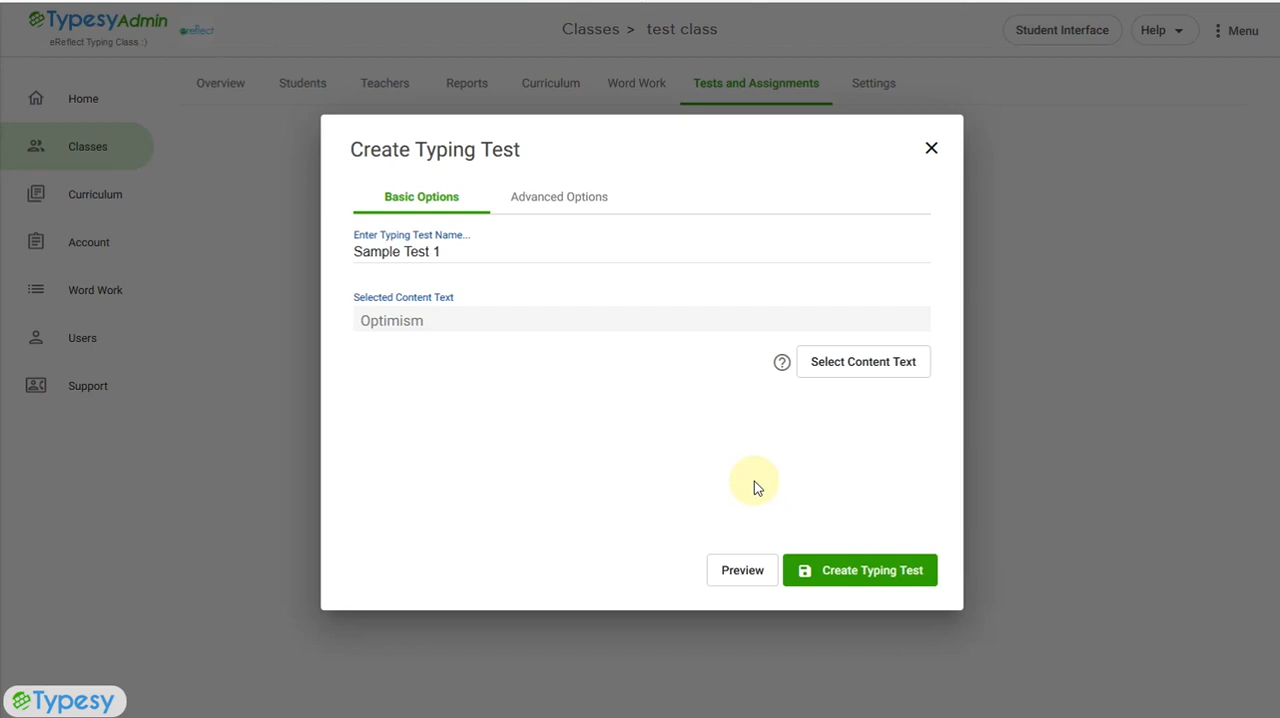 TypesyAdmin
eReflect Typing Class :)
eReflect
Classes > test class
Student Interface
Help
Menu
Overview
Students
Teachers
Reports
Curriculum
Word Work
Tests and Assignments
Settings
Home
Classes
Curriculum
Account
Word Work
Users
Support
Create Typing Test
Basic Options
Advanced Options
Enter Typing Test Name...
Sample Test 1
Selected Content Text
Optimism
?
Select Content Text
Preview
Create Typing Test
Typesy